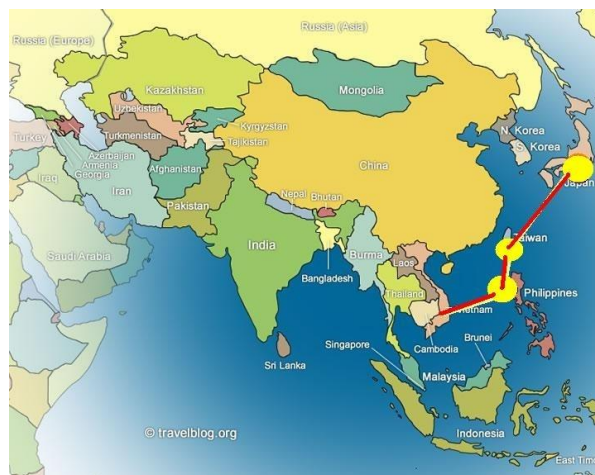 Russia (Europe)
Russia (Asia)
Kazakhstan
Mongolia
Uzbekistan
Turkey
Turkmenistan
Kyrgyzstan
Tajikistan
N. Korea
S. Korea
Japan
Azerbaijan
Armenia
Georgia
China
Iraq
Iran
Afghanistan
Pakistan
Nepal
Bhutan
Saudi Arabia
India
Burma
Laos
Taiwan
Bangladesh
Thailand
Philippines
Vietnam
Cambodia
Singapore
Brunei
Sri Lanka
Malaysia
© travelblog.org
Indonesia
East Timo